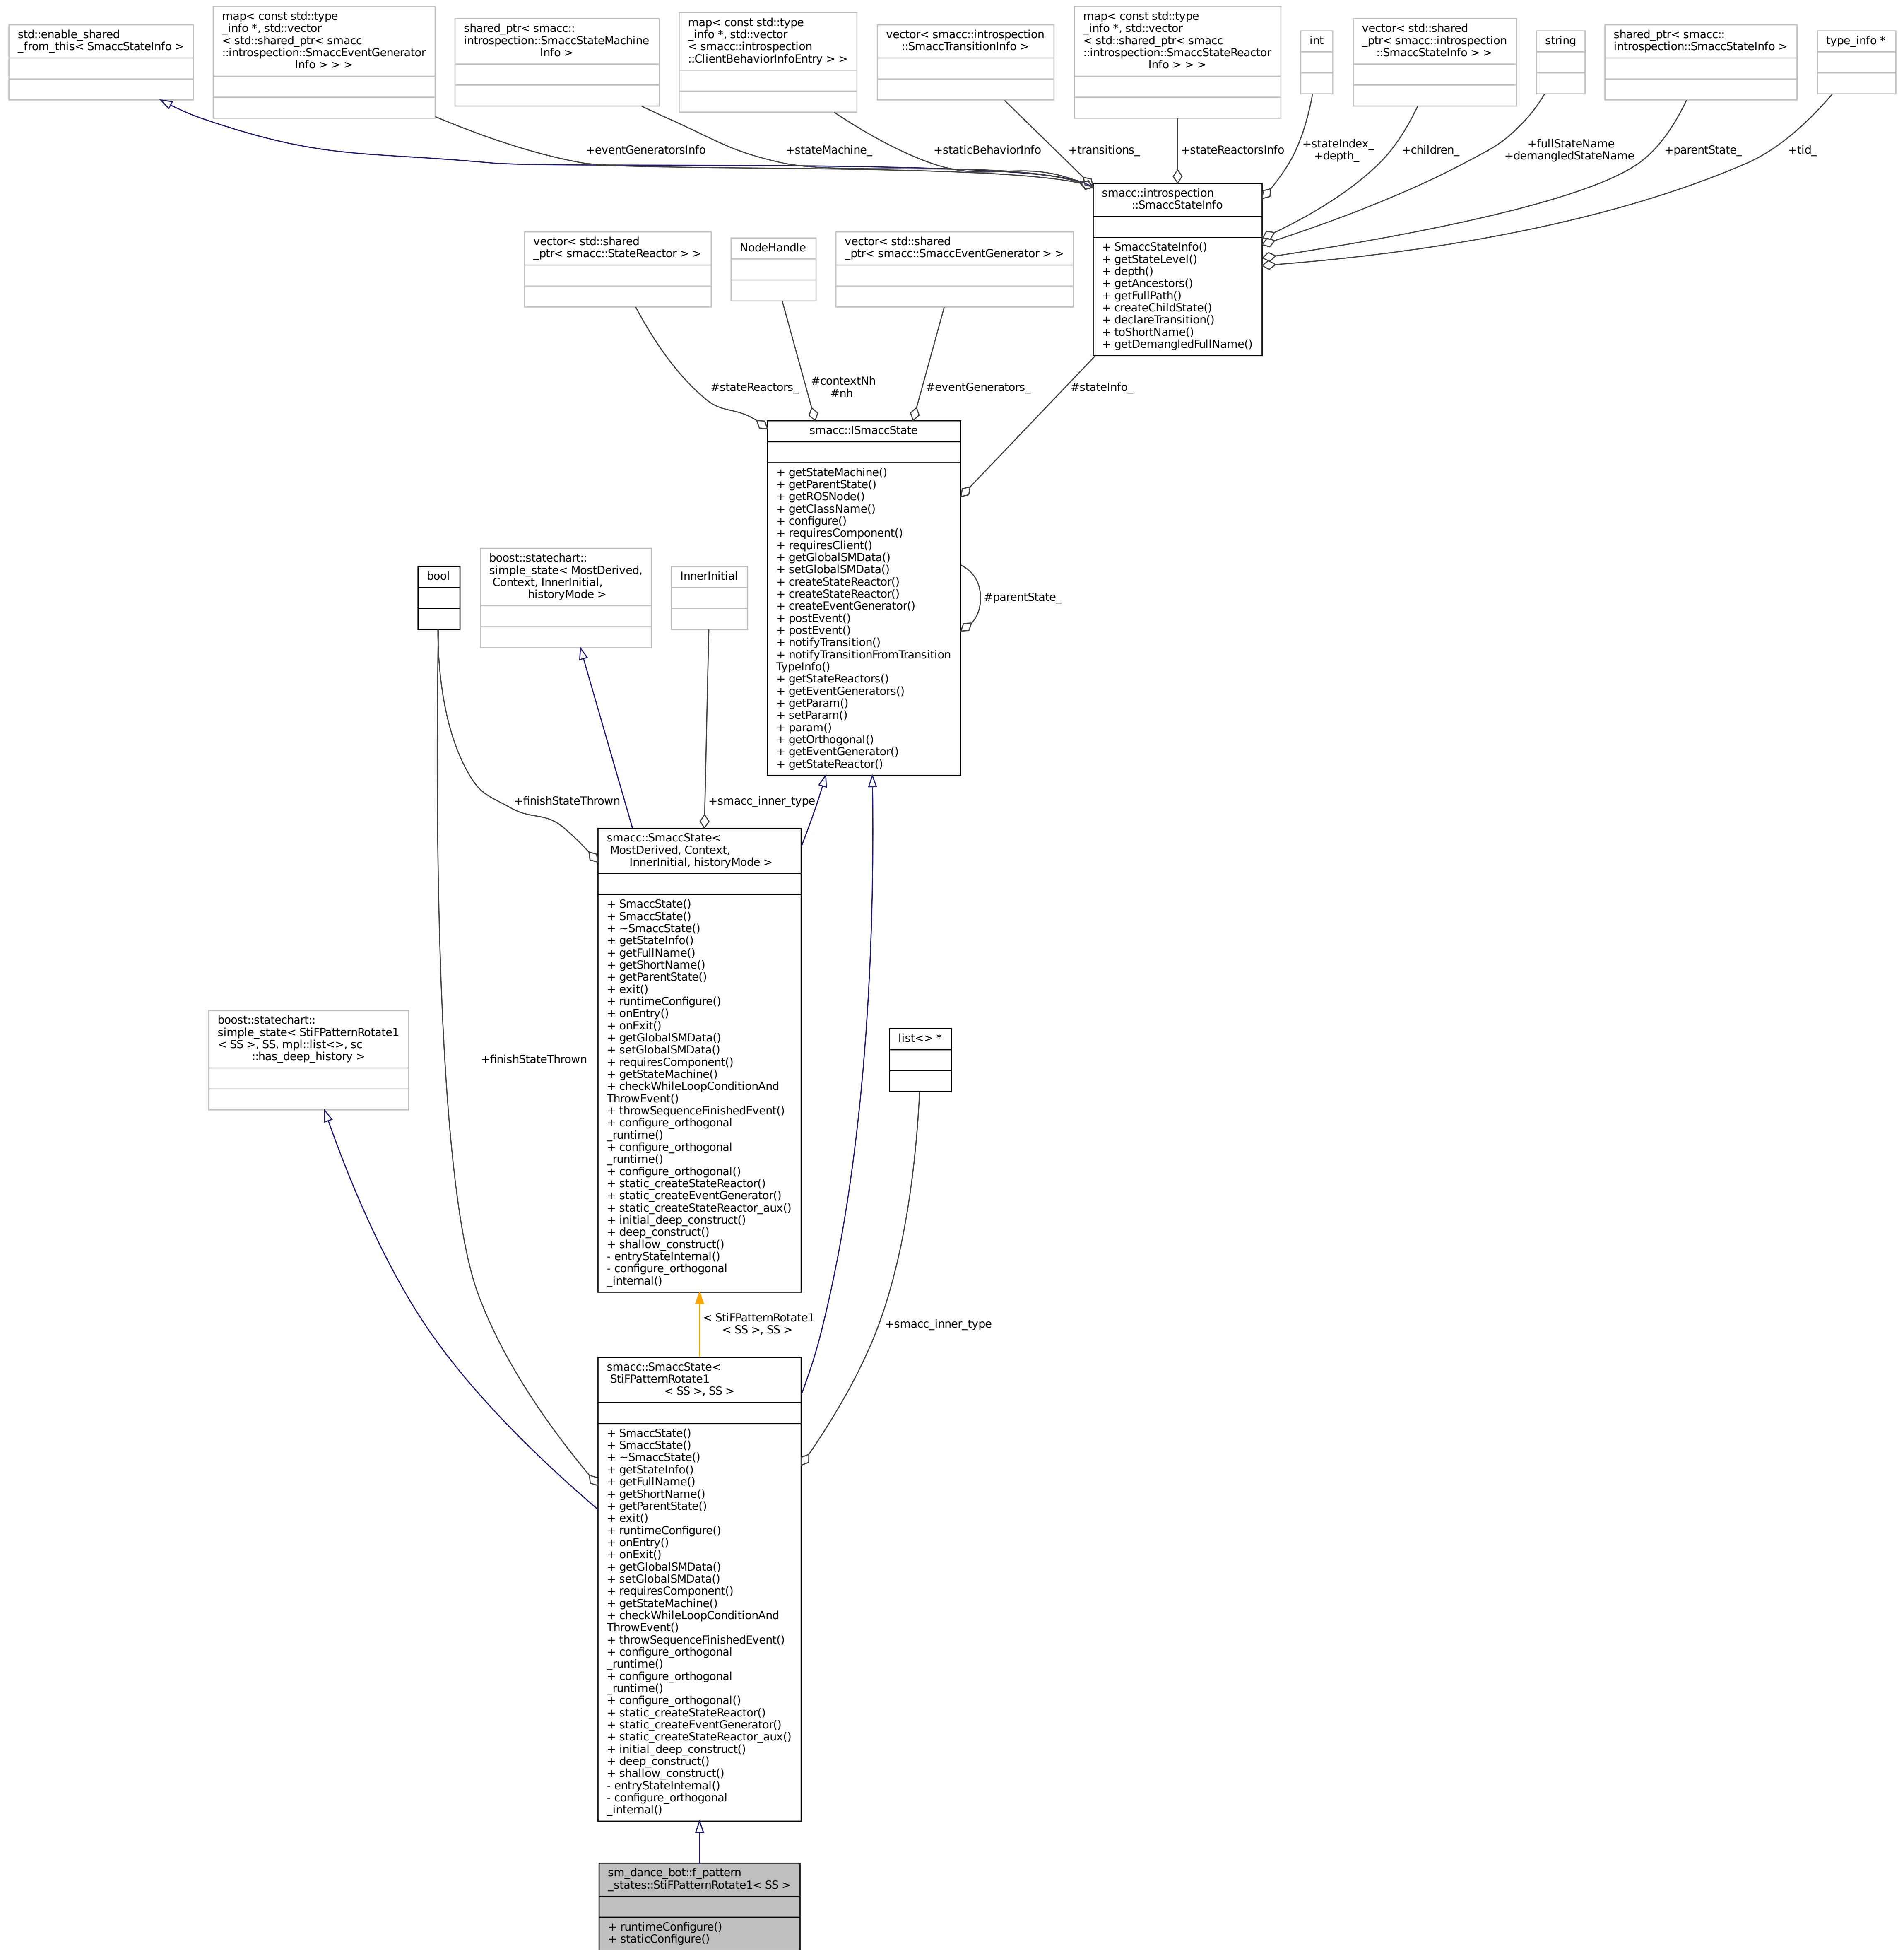 std::enable_shared
_from_this< SmaccStateInfo >
map< const std::type
_info *, std::vector
< std::shared_ptr< smacc
::introspection::SmaccEventGenerator
Info > > >
shared_ptr< smacc::
introspection::SmaccStateMachine
Info >
map< const std::type
_info *, std::vector
< smacc::introspection
::ClientBehaviorInfoEntry > >
vector< smacc::introspection
::SmaccTransitionInfo >
map< const std::type
_info *, std::vector
< std::shared_ptr< smacc
::introspection::SmaccStateReactor
Info > > >
int
vector< std::shared
_ptr< smacc::introspection
::SmaccStateInfo > >
string
shared_ptr< smacc::
introspection::SmaccStateInfo >
type_info *
+eventGeneratorsInfo
+stateMachine_
+staticBehaviorInfo
+transitions_
+stateReactorsInfo
+stateIndex_
+depth_
+children_
+fullStateName
+demangledStateName
+parentState_
+tid_
smacc::introspection
::SmaccStateInfo
+ SmaccStateInfo()
+ getStateLevel()
+ depth()
+ getAncestors()
+ getFullPath()
+ createChildState()
+ declareTransition()
+ toShortName()
+ getDemangledFullName()
vector< std::shared
_ptr< smacc::StateReactor > >
NodeHandle
vector< std::shared
_ptr< smacc::SmaccEventGenerator > >
#stateReactors_
#contextNh
#nh
#eventGenerators_
#stateInfo_
smacc::ISmaccState
+ getStateMachine()
+ getParentState()
+ getROSNode()
+ getClassName()
+ configure()
+ requiresComponent()
+ requiresClient()
+ getGlobalSMData()
+ setGlobalSMData()
+ createStateReactor()
+ createStateReactor()
+ createEventGenerator()
+ postEvent()
+ postEvent()
+ notifyTransition()
+ notifyTransitionFromTransition
TypeInfo()
+ getStateReactors()
+ getEventGenerators()
+ getParam()
+ setParam()
+ param()
+ getOrthogonal()
+ getEventGenerator()
+ getStateReactor()
#parentState_
bool
boost::statechart::
simple_state< MostDerived,
Context, InnerInitial,
historyMode >
InnerInitial
+finishStateThrown
+smacc_inner_type
smacc::SmaccState<
MostDerived, Context,
InnerInitial, historyMode >
+ SmaccState()
+ SmaccState()
+ ~SmaccState()
+ getStateInfo()
+ getFullName()
+ getShortName()
+ getParentState()
+ exit()
+ runtimeConfigure()
+ onEntry()
+ onExit()
+ getGlobalSMData()
+ setGlobalSMData()
+ requiresComponent()
+ getStateMachine()
+ checkWhileLoopConditionAnd
ThrowEvent()
+ throwSequenceFinishedEvent()
+ configure_orthogonal
_runtime()
+ configure_orthogonal
_runtime()
+ configure_orthogonal()
+ static_createStateReactor()
+ static_createEventGenerator()
+ static_createStateReactor_aux()
+ initial_deep_construct()
+ deep_construct()
+ shallow_construct()
- entryStateInternal()
- configure_orthogonal
_internal()
boost::statechart::
simple_state< StiFPatternRotate1
< SS >, SS, mpl::list<>, sc
::has_deep_history >
+finishStateThrown
list<> *
< StiFPatternRotate1
< SS >, SS >
+smacc_inner_type
smacc::SmaccState<
StiFPatternRotate1
< SS >, SS >
+ SmaccState()
+ SmaccState()
+ ~SmaccState()
+ getStateInfo()
+ getFullName()
+ getShortName()
+ getParentState()
+ exit()
+ runtimeConfigure()
+ onEntry()
+ onExit()
+ getGlobalSMData()
+ setGlobalSMData()
+ requiresComponent()
+ getStateMachine()
+ checkWhileLoopConditionAnd
ThrowEvent()
+ throwSequenceFinishedEvent()
+ configure_orthogonal
_runtime()
+ configure_orthogonal
_runtime()
+ configure_orthogonal()
+ static_createStateReactor()
+ static_createEventGenerator()
+ static_createStateReactor_aux()
+ initial_deep_construct()
+ deep_construct()
+ shallow_construct()
- entryStateInternal()
- configure_orthogonal
_internal()
sm_dance_bot::f_pattern
_states::StiFPatternRotate1< SS >
+ runtimeConfigure()
+ staticConfigure()